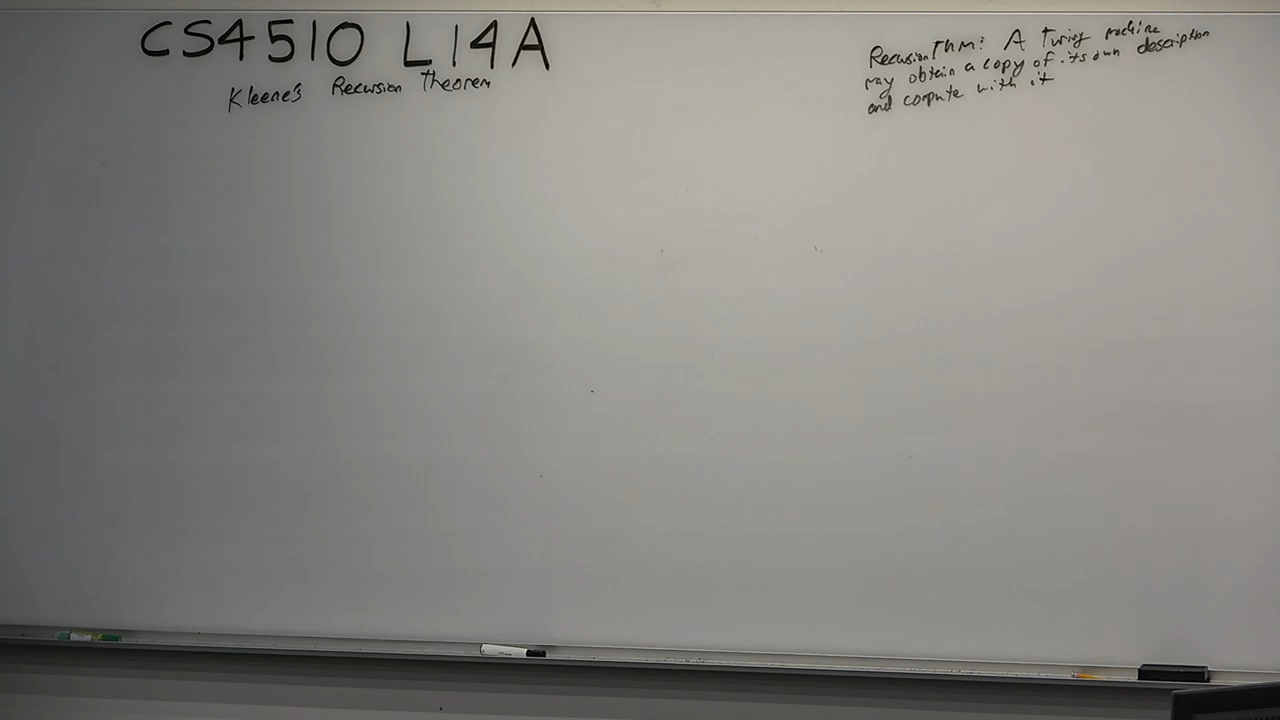 CS4510 L14A
Kleene's Recursion Theorem
Recursion THM: A Turing machine
may obtain a copy of its own description
and compute with it